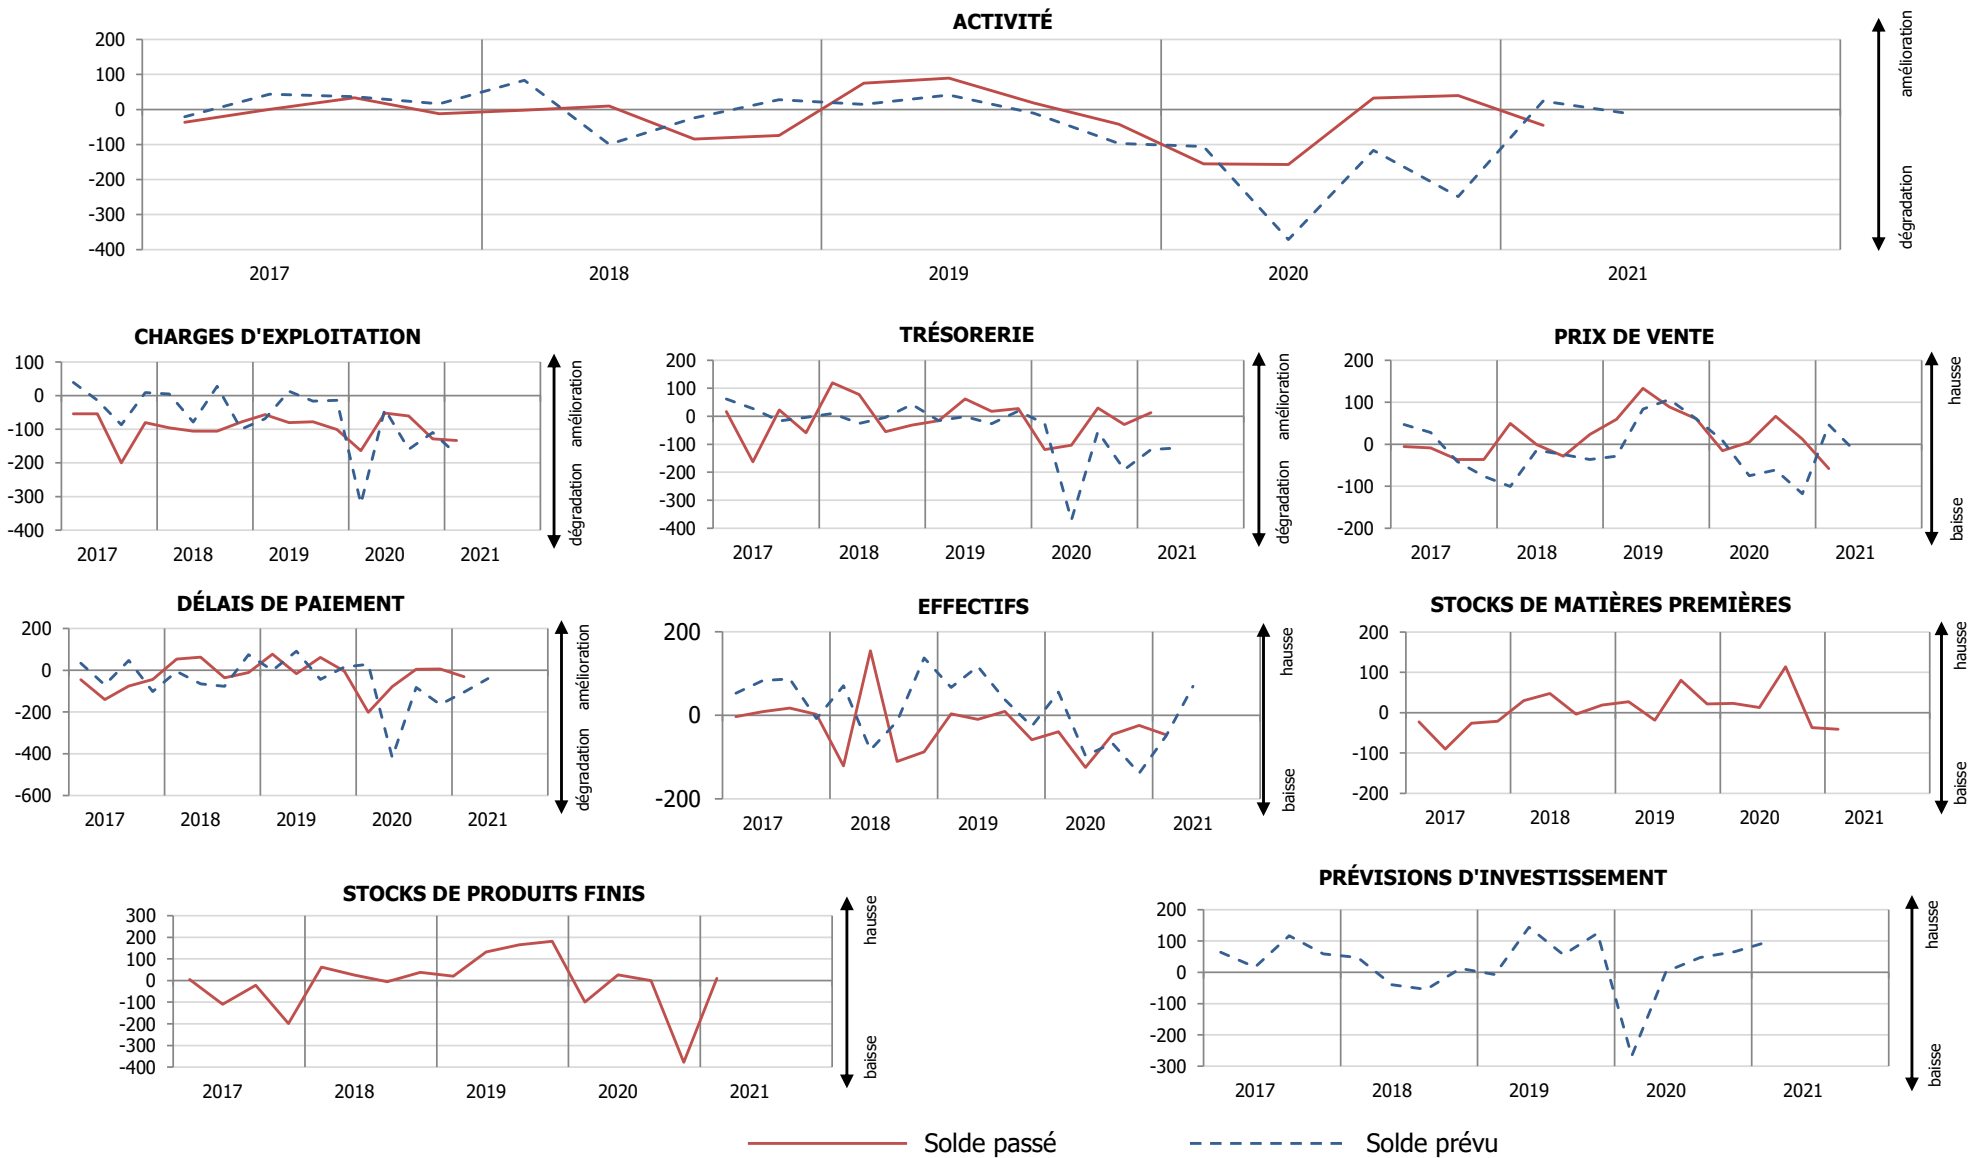 ACTIVITÉ
200
100
0
-100
-200
-300
-400
2017 2018 2019 2020 2021
amélioration
dégradation
CHARGES D'EXPLOITATION
100
0
-100
-200
-300
-400
2017 2018 2019 2020 2021
amélioration
dégradation
TRÉSORERIE
200
100
0
-100
-200
-300
-400
2017 2018 2019 2020 2021
amélioration
dégradation
PRIX DE VENTE
200
100
0
-100
-200
2017 2018 2019 2020 2021
hausse
baisse
DÉLAIS DE PAIEMENT
200
0
-200
-400
-600
2017 2018 2019 2020 2021
amélioration
dégradation
EFFECTIFS
200
0
-200
2017 2018 2019 2020 2021
hausse
baisse
STOCKS DE MATIÈRES PREMIÈRES
200
100
0
-100
-200
2017 2018 2019 2020 2021
hausse
baisse
STOCKS DE PRODUITS FINIS
300
200
100
0
-100
-200
-300
-400
2017 2018 2019 2020 2021
hausse
baisse
PRÉVISIONS D'INVESTISSEMENT
200
100
0
-100
-200
-300
2017 2018 2019 2020 2021
hausse
baisse
Solde passé
Solde prévu